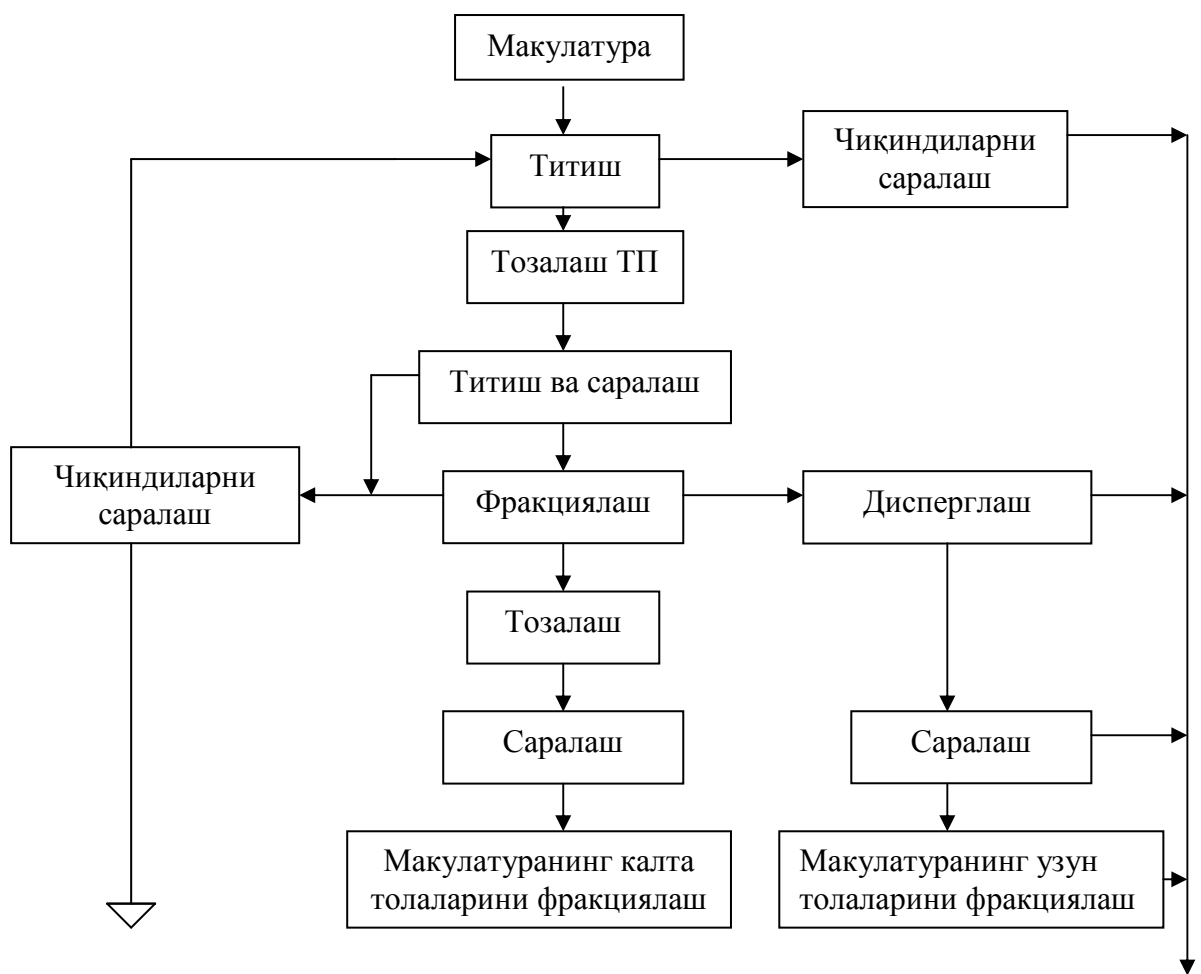 Макулатура
Титиш
Чиқиндиларни
саралаш
Тозалаш ТП
Титиш ва саралаш
Чиқиндиларни
саралаш
Фракциялаш
Дисперглаш
Тозалаш
Саралаш
Саралаш
Макулатуранинг калта
толаларини фракциялаш
Макулатуранинг узун
толаларини фракциялаш